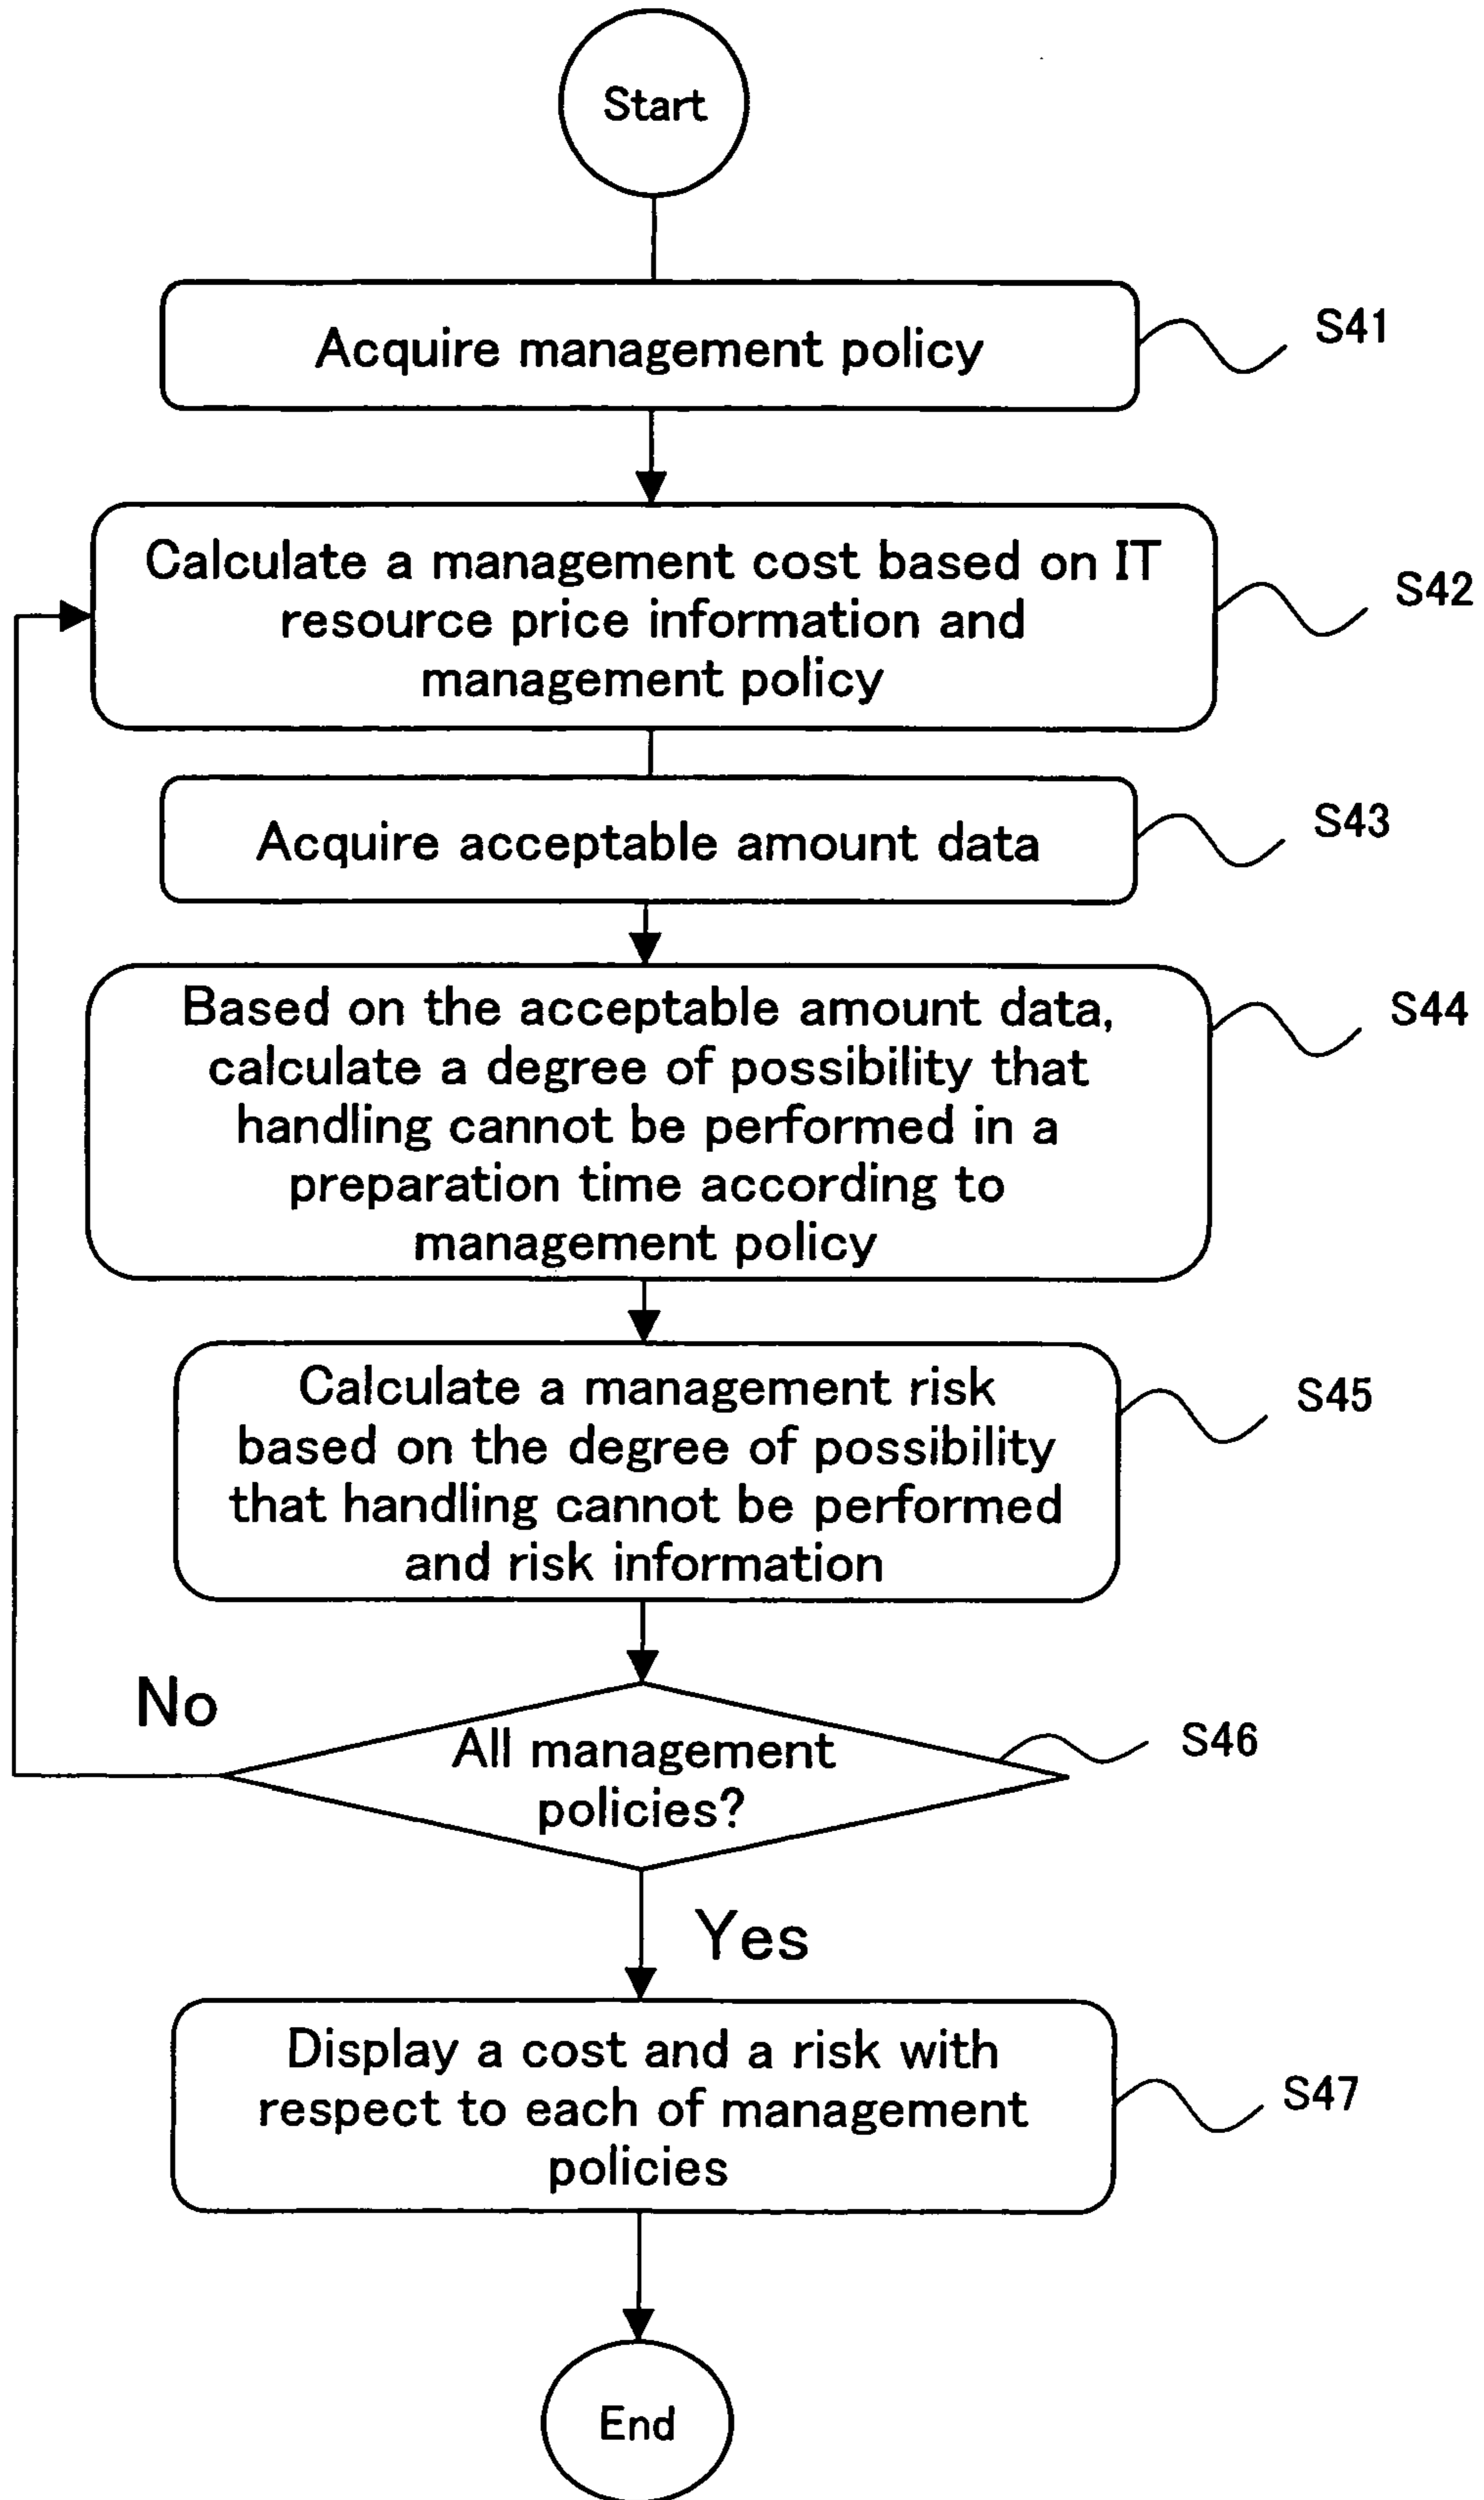 Start
Acquire management policy
S41
Calculate a management cost based on IT
resource price information and
management policy
S42
Acquire acceptable amount data
S43
Based on the acceptable amount data,
calculate a degree of possibility that
handling cannot be performed in a
preparation time according to
management policy
S44
Calculate a management risk
based on the degree of possibility
that handling cannot be performed
and risk information
S45
No
All management
policies?
S46
Yes
Display a cost and a risk with
respect to each of management
policies
S47
End